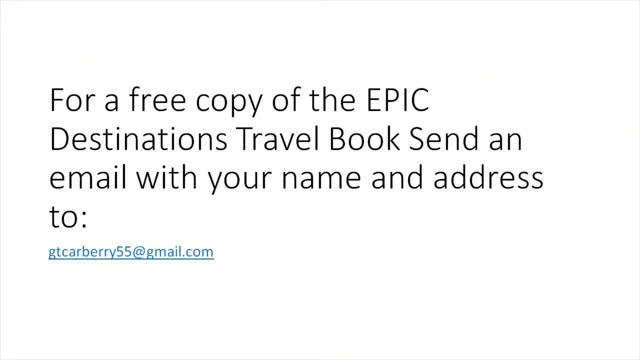 For a free copy of the EPIC
Destinations Travel Book Send an
email with your name and address
to:
gtcarberry55@gmail.com